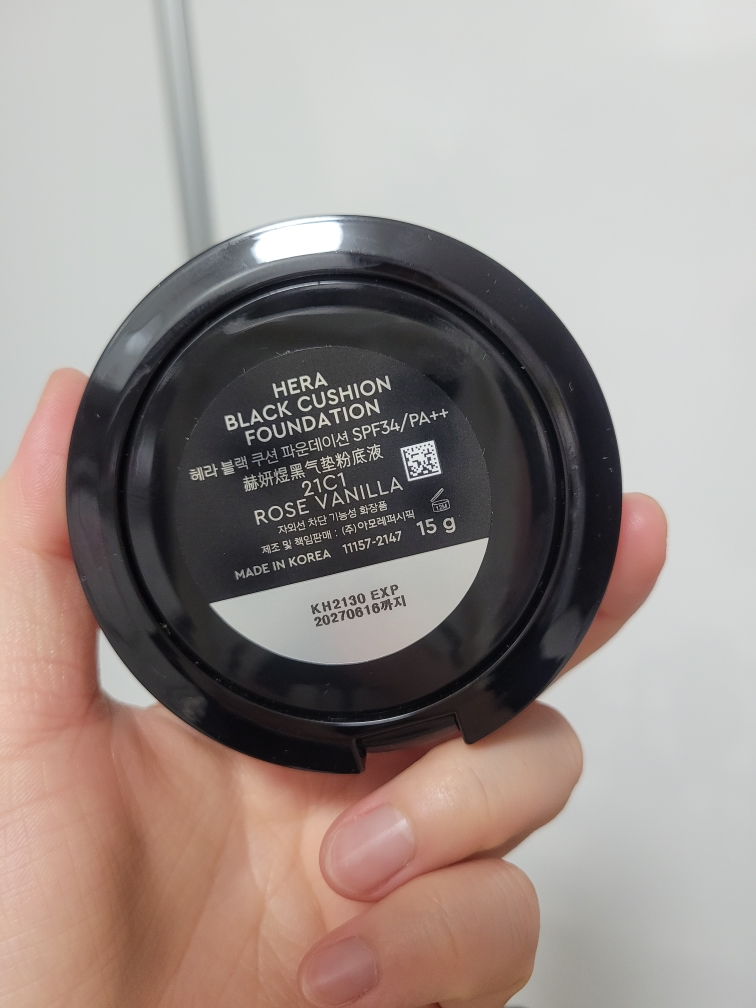 HERA
BLACK CUSHION
FOUNDATION
헤라 블랙 쿠션 파운데이션 SPF34/PA++
赫妍煜黑气垫粉底液
21C1
ROSE VANILLA
자외선 차단 기능성 화장품
제조 및 책임판매 : (주)아모레퍼시픽
15 g
12M
MADE IN KOREA 11157-2147
KH2130 EXP
20270616까지